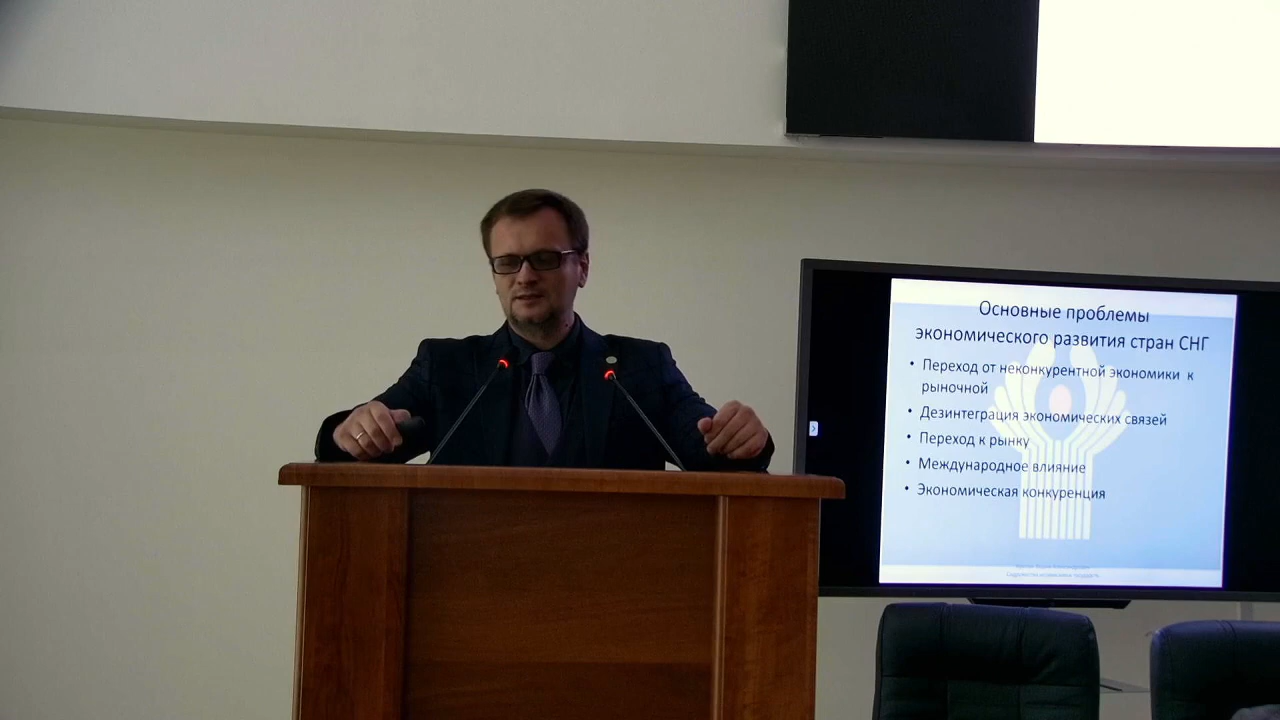 Основные проблемы
экономического развития стран СНГ
• Переход от неконкурентной экономики к
рыночной
• Дезинтеграция экономических связей
• Переход к рынку
• Международное влияние
• Экономическая конкуренция